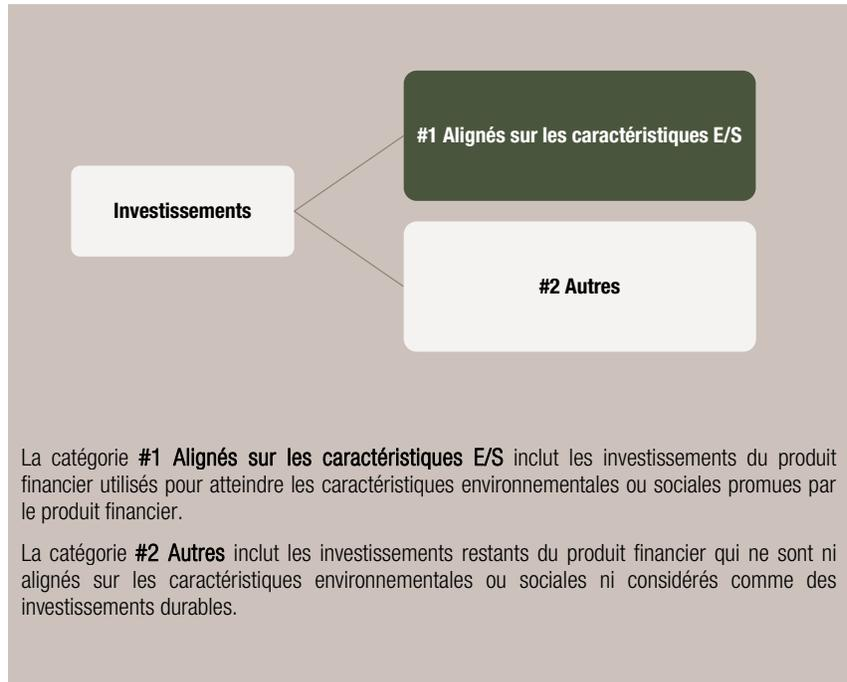 #1 Alignés sur les caractéristiques E/S
Investissements
#2 Autres
La catégorie #1 Alignés sur les caractéristiques E/S inclut les investissements du produit
financier utilisés pour atteindre les caractéristiques environnementales ou sociales promues par
le produit financier.
La catégorie #2 Autres inclut les investissements restants du produit financier qui ne sont ni
alignés sur les caractéristiques environnementales ou sociales ni considérés comme des
investissements durables.